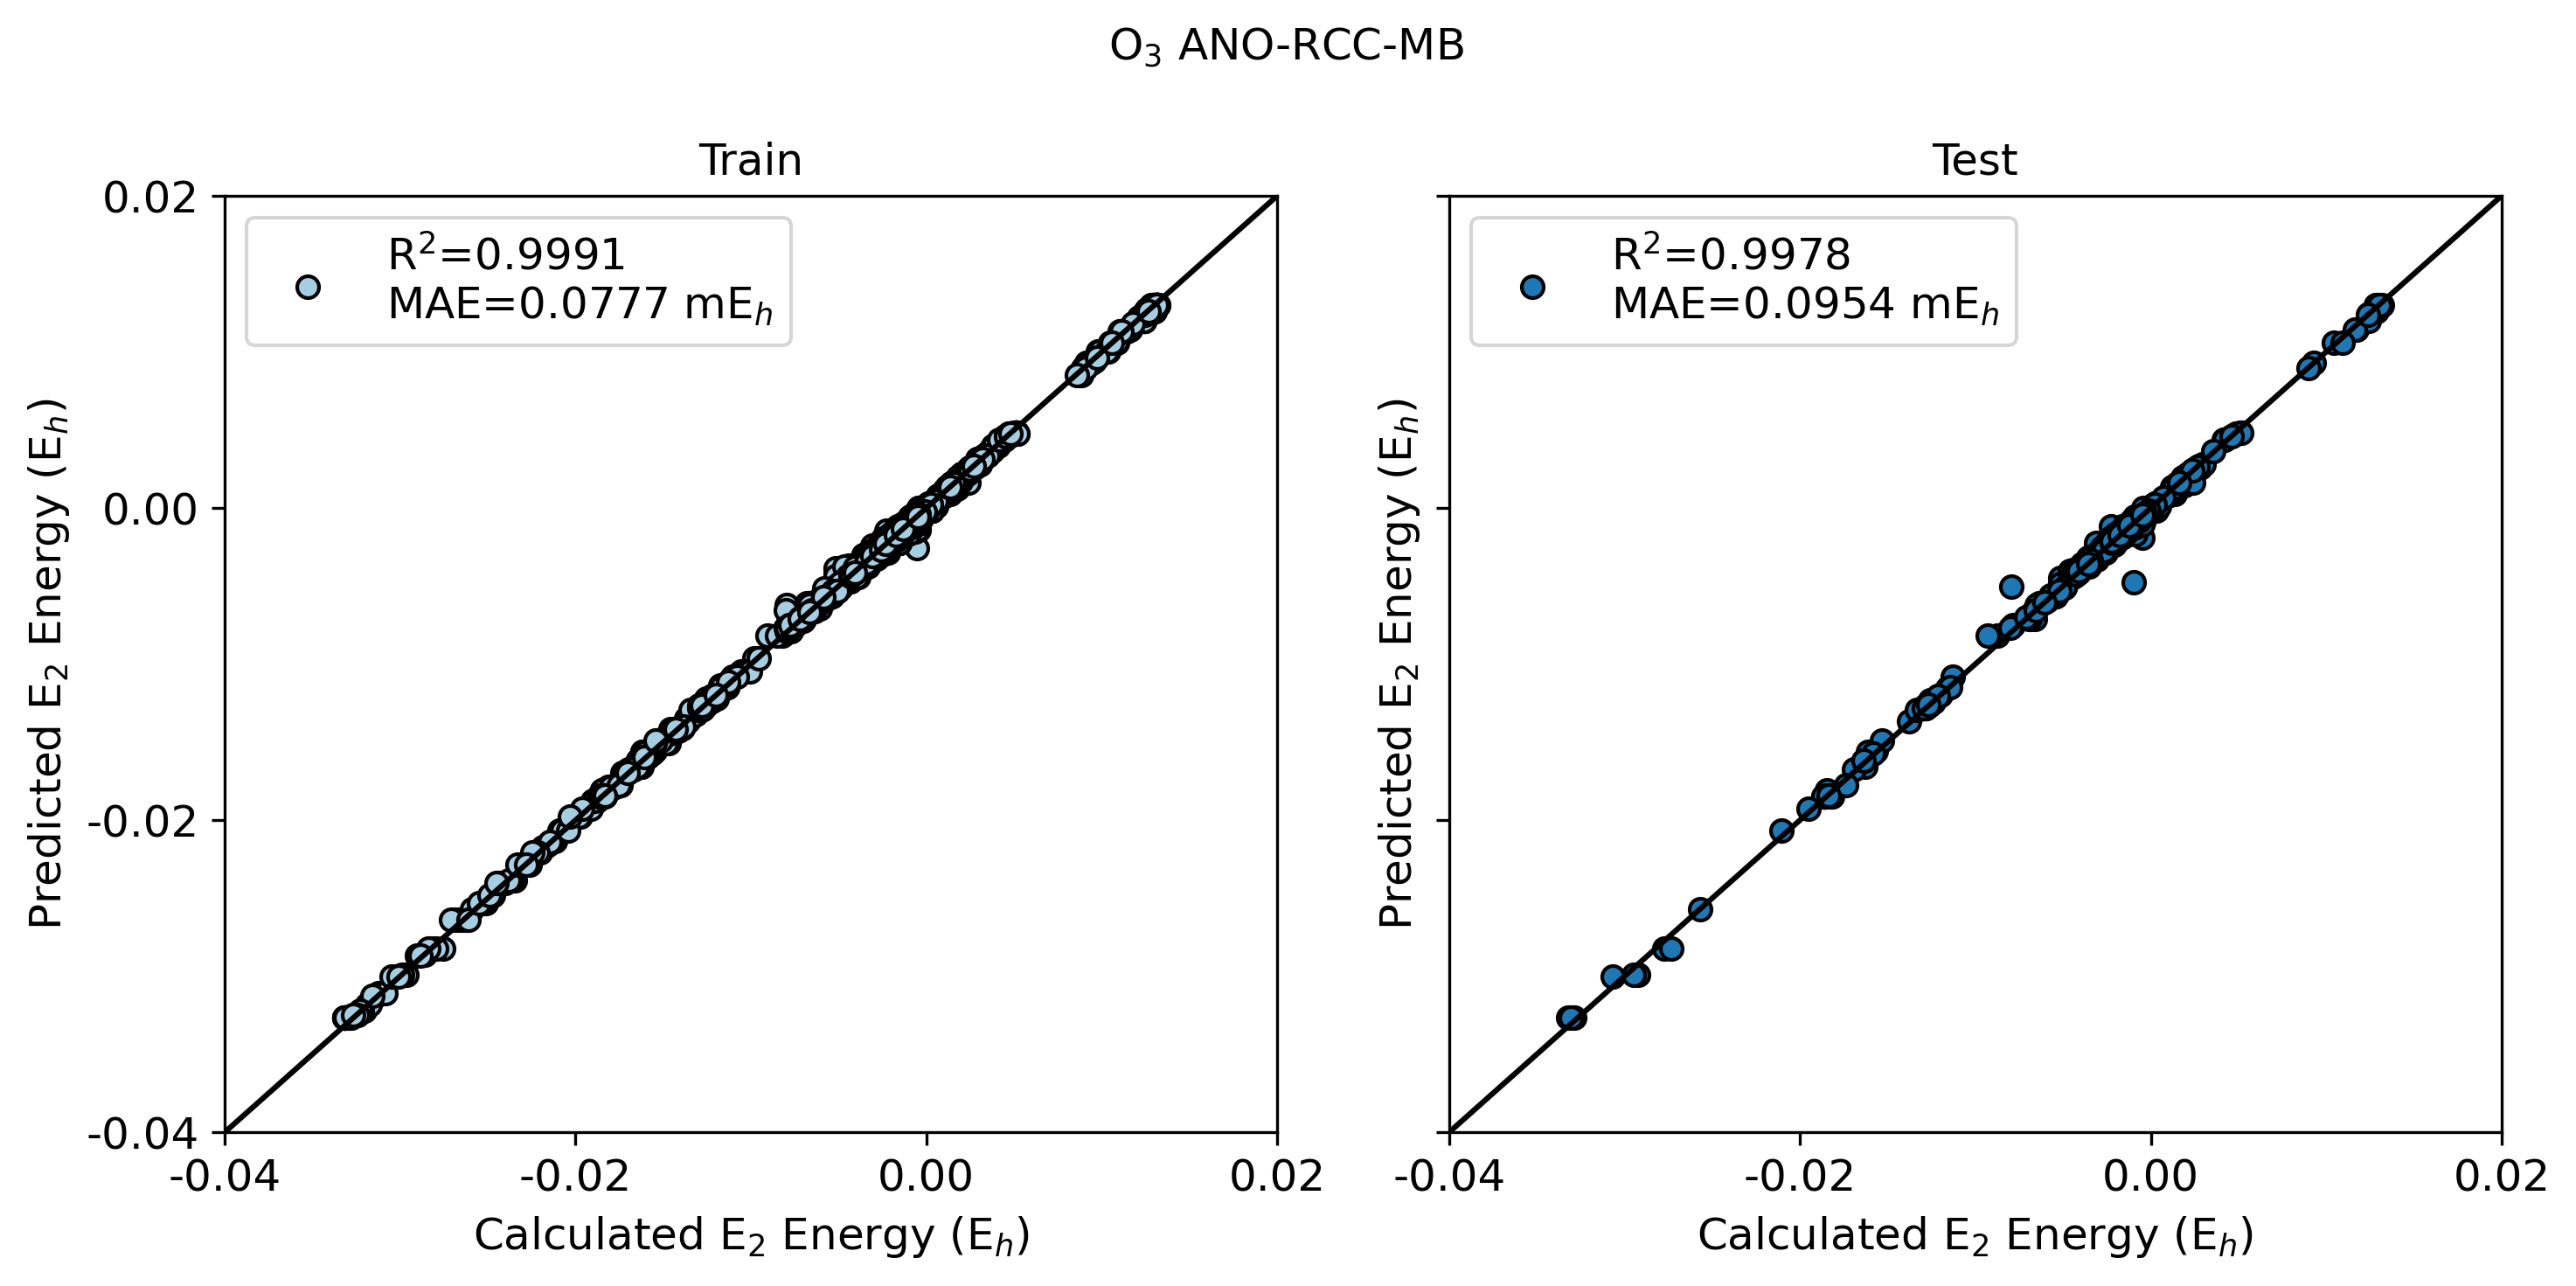 O₃ ANO-RCC-MB
Train
R²=0.9991
MAE=0.0777 mEₕ
Predicted E₂ Energy (Eₕ)
0.02
0.00
-0.02
-0.04
-0.04 -0.02 0.00 0.02
Calculated E₂ Energy (Eₕ)
Test
R²=0.9978
MAE=0.0954 mEₕ
Predicted E₂ Energy (Eₕ)
-0.04 -0.02 0.00 0.02
Calculated E₂ Energy (Eₕ)